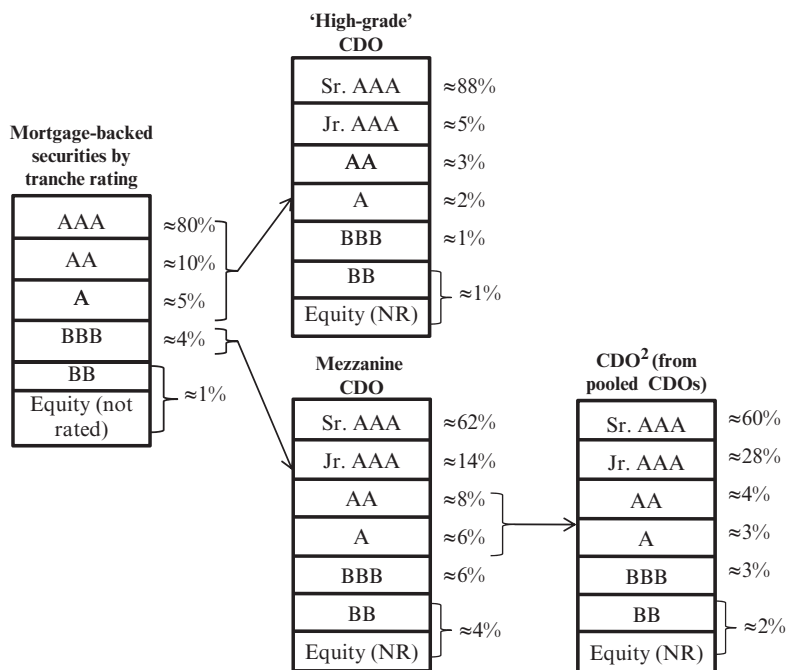 Mortgage-backed
securities by
tranche rating
AAA ≈80%
AA ≈10%
A ≈5%
BBB ≈4%
BB
≈1%
Equity (not
rated)
‘High-grade’
CDO
Sr. AAA ≈88%
Jr. AAA ≈5%
AA ≈3%
A ≈2%
BBB ≈1%
BB
≈1%
Equity (NR)
Mezzanine
CDO
Sr. AAA ≈62%
Jr. AAA ≈14%
AA ≈8%
A ≈6%
BBB ≈6%
BB
≈4%
Equity (NR)
CDO² (from
pooled CDOs)
Sr. AAA ≈60%
Jr. AAA ≈28%
AA ≈4%
A ≈3%
BBB ≈3%
BB
≈2%
Equity (NR)